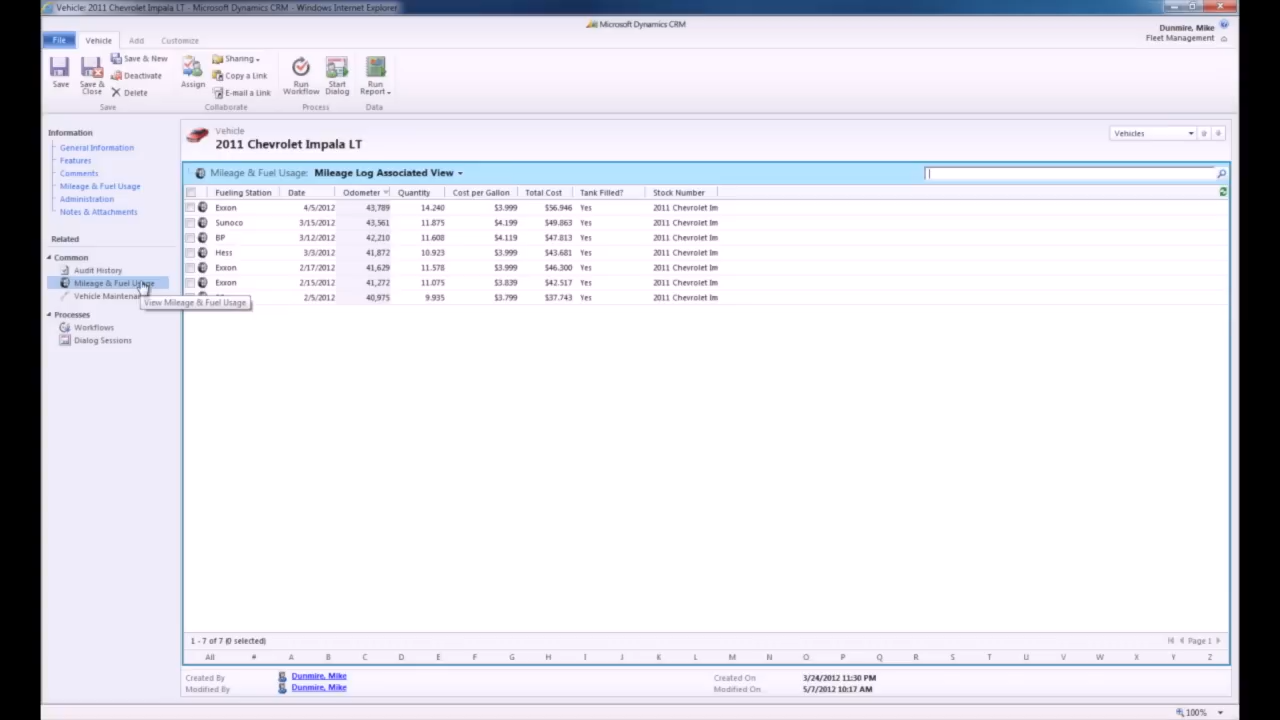 Vehicle: 2011 Chevrolet Impala LT - Microsoft Dynamics CRM - Windows Internet Explorer
Microsoft Dynamics CRM
Dunmire, Mike
Fleet Management
File Vehicle Add Customize
Save
Save & Close
Save & New
Deactivate
Delete
Save
Assign
Sharing
Copy a Link
E-mail a Link
Collaborate
Run Workflow
Start Dialog
Process
Run Report
Data
Information
General Information
Features
Comments
Mileage & Fuel Usage
Administration
Notes & Attachments
Related
Common
Audit History
Mileage & Fuel Usage
Vehicle
View Mileage & Fuel Usage
Processes
Workflows
Dialog Sessions
Vehicle
2011 Chevrolet Impala LT
Vehicles
Mileage & Fuel Usage: Mileage Log Associated View
Fueling Station Date Odometer Quantity Cost per Gallon Total Cost Tank Filled? Stock Number
Exxon 4/5/2012 43,789 14.240 $3.999 $56.946 Yes 2011 Chevrolet Im
Sunoco 3/15/2012 43,561 11.875 $4.199 $49.863 Yes 2011 Chevrolet Im
BP 3/12/2012 42,210 11.608 $4.119 $47.813 Yes 2011 Chevrolet Im
Hess 3/3/2012 41,872 10.923 $3.999 $43.681 Yes 2011 Chevrolet Im
Exxon 2/17/2012 41,629 11.578 $3.999 $46.300 Yes 2011 Chevrolet Im
Exxon 2/15/2012 41,272 11.075 $3.839 $42.517 Yes 2011 Chevrolet Im
2/5/2012 40,975 9.935 $3.799 $37.743 Yes 2011 Chevrolet Im
1 - 7 of 7 (0 selected)
Page 1
All # A B C D E F G H I J K L M N O P Q R S T U V W X Y Z
Created By Dunmire, Mike Created On 3/24/2012 11:30 PM
Modified By Dunmire, Mike Modified On 5/7/2012 10:17 AM
100%